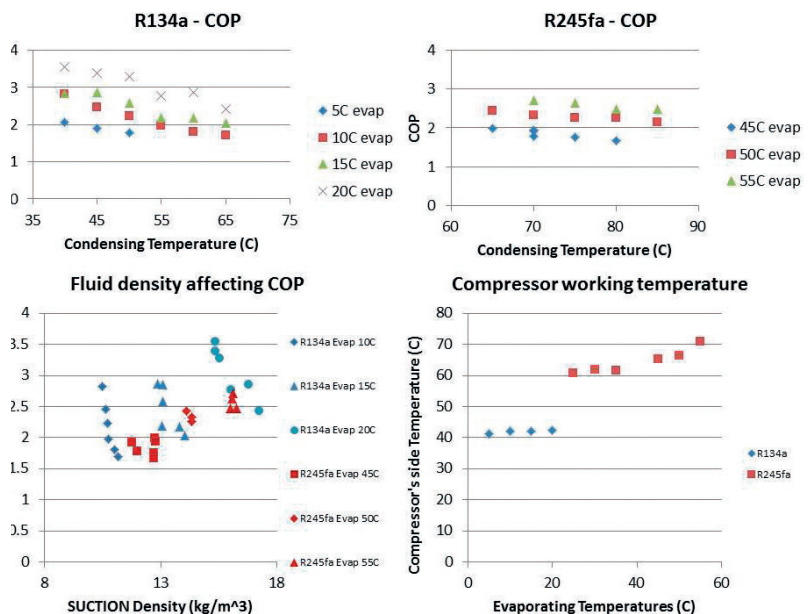 R134a - COP
4
3
2
1
0
35 45 55 65 75
Condensing Temperature (C)
5C evap
10C evap
15C evap
20C evap
R245fa - COP
COP
4
3
2
1
0
60 70 80 90
Condensing Temperature (C)
45C evap
50C evap
55C evap
Fluid density affecting COP
4
3.5
3
2.5
2
1.5
1
0.5
0
8 13 18
SUCTION Density (kg/m^3)
R134a Evap 10C
R134a Evap 15C
R134a Evap 20C
R245fa Evap 45C
R245fa Evap 50C
R245fa Evap 55C
Compressor working temperature
Compressor's side Temperature (C)
80
70
60
50
40
30
20
10
0
0 20 40 60
Evaporating Temperatures (C)
R134a
R245fa